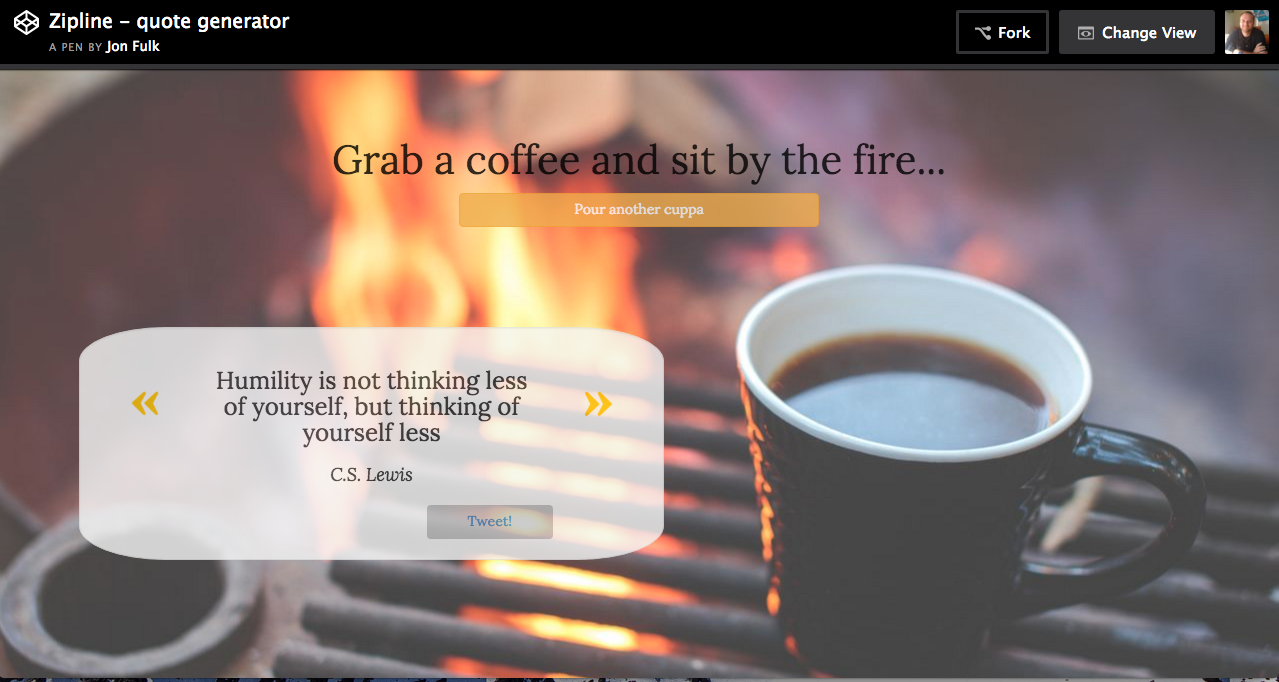 Zipline – quote generator
A PEN BY Jon Fulk
Fork
Change View
Grab a coffee and sit by the fire...
Pour another cuppa
«
»
Humility is not thinking less
of yourself, but thinking of
yourself less
C.S. Lewis
Tweet!